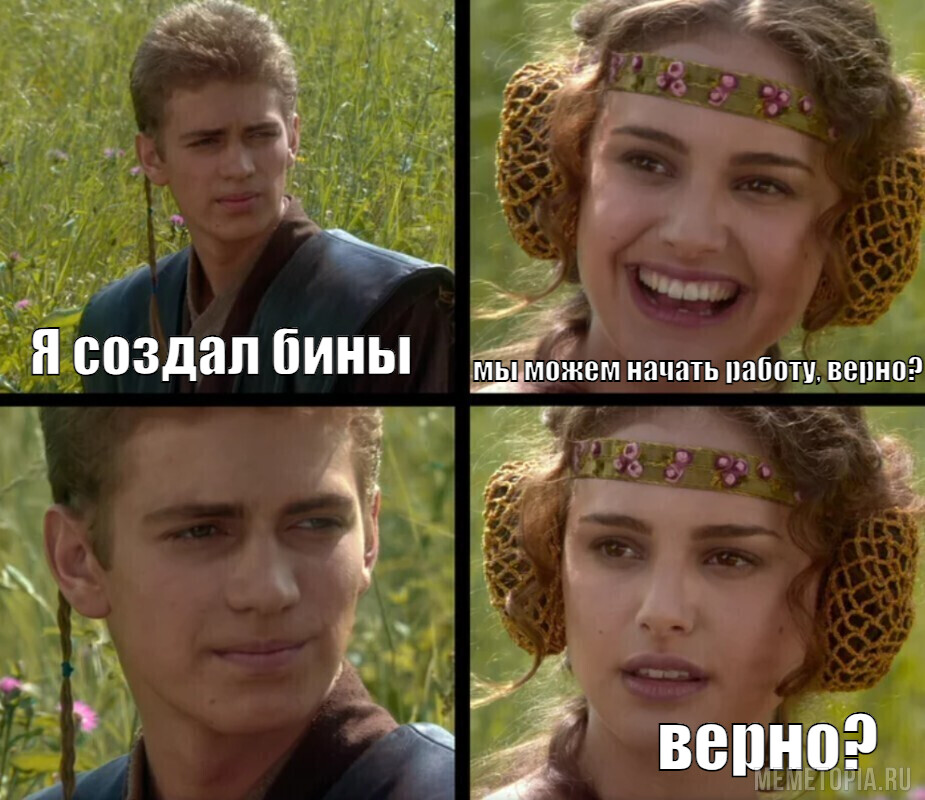 Я создал бины
мы можем начать работу, верно?
верно?
MEMETOPIA.RU